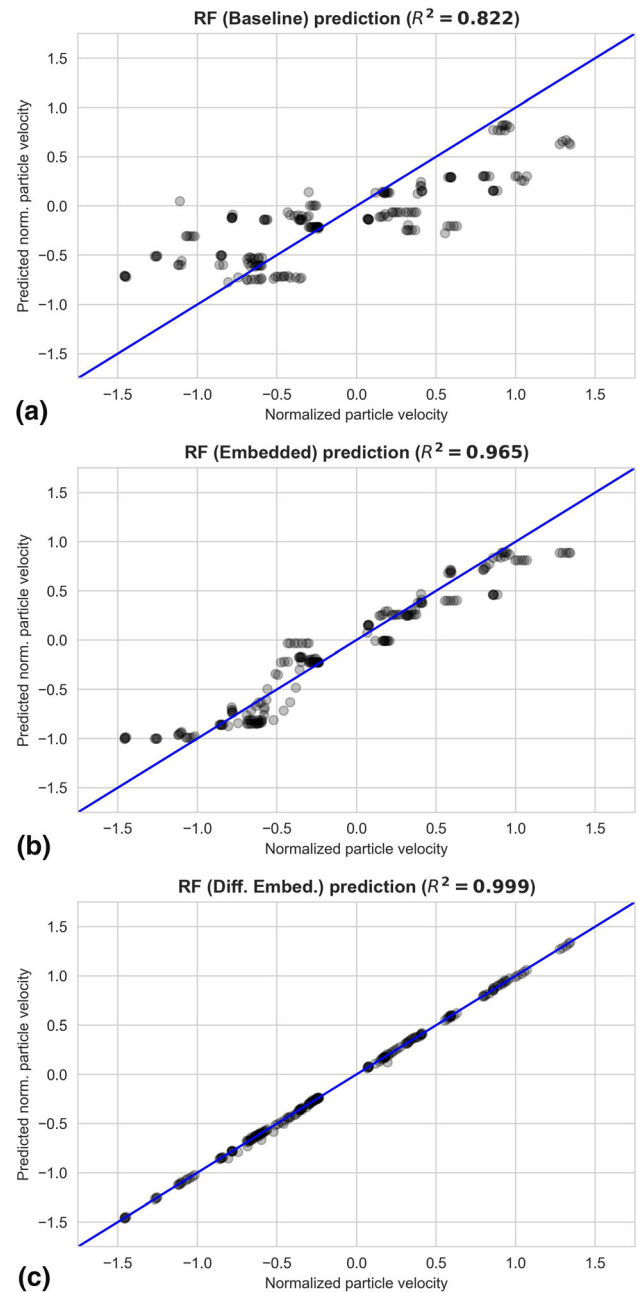 RF (Baseline) prediction (R² = 0.822)
1.5
1.0
0.5
0.0
−0.5
−1.0
−1.5
Predicted norm. particle velocity
−1.5 −1.0 −0.5 0.0 0.5 1.0 1.5
Normalized particle velocity
(a)
RF (Embedded) prediction (R² = 0.965)
1.5
1.0
0.5
0.0
−0.5
−1.0
−1.5
Predicted norm. particle velocity
−1.5 −1.0 −0.5 0.0 0.5 1.0 1.5
Normalized particle velocity
(b)
RF (Diff. Embed.) prediction (R² = 0.999)
1.5
1.0
0.5
0.0
−0.5
−1.0
−1.5
Predicted norm. particle velocity
−1.5 −1.0 −0.5 0.0 0.5 1.0 1.5
Normalized particle velocity
(c)